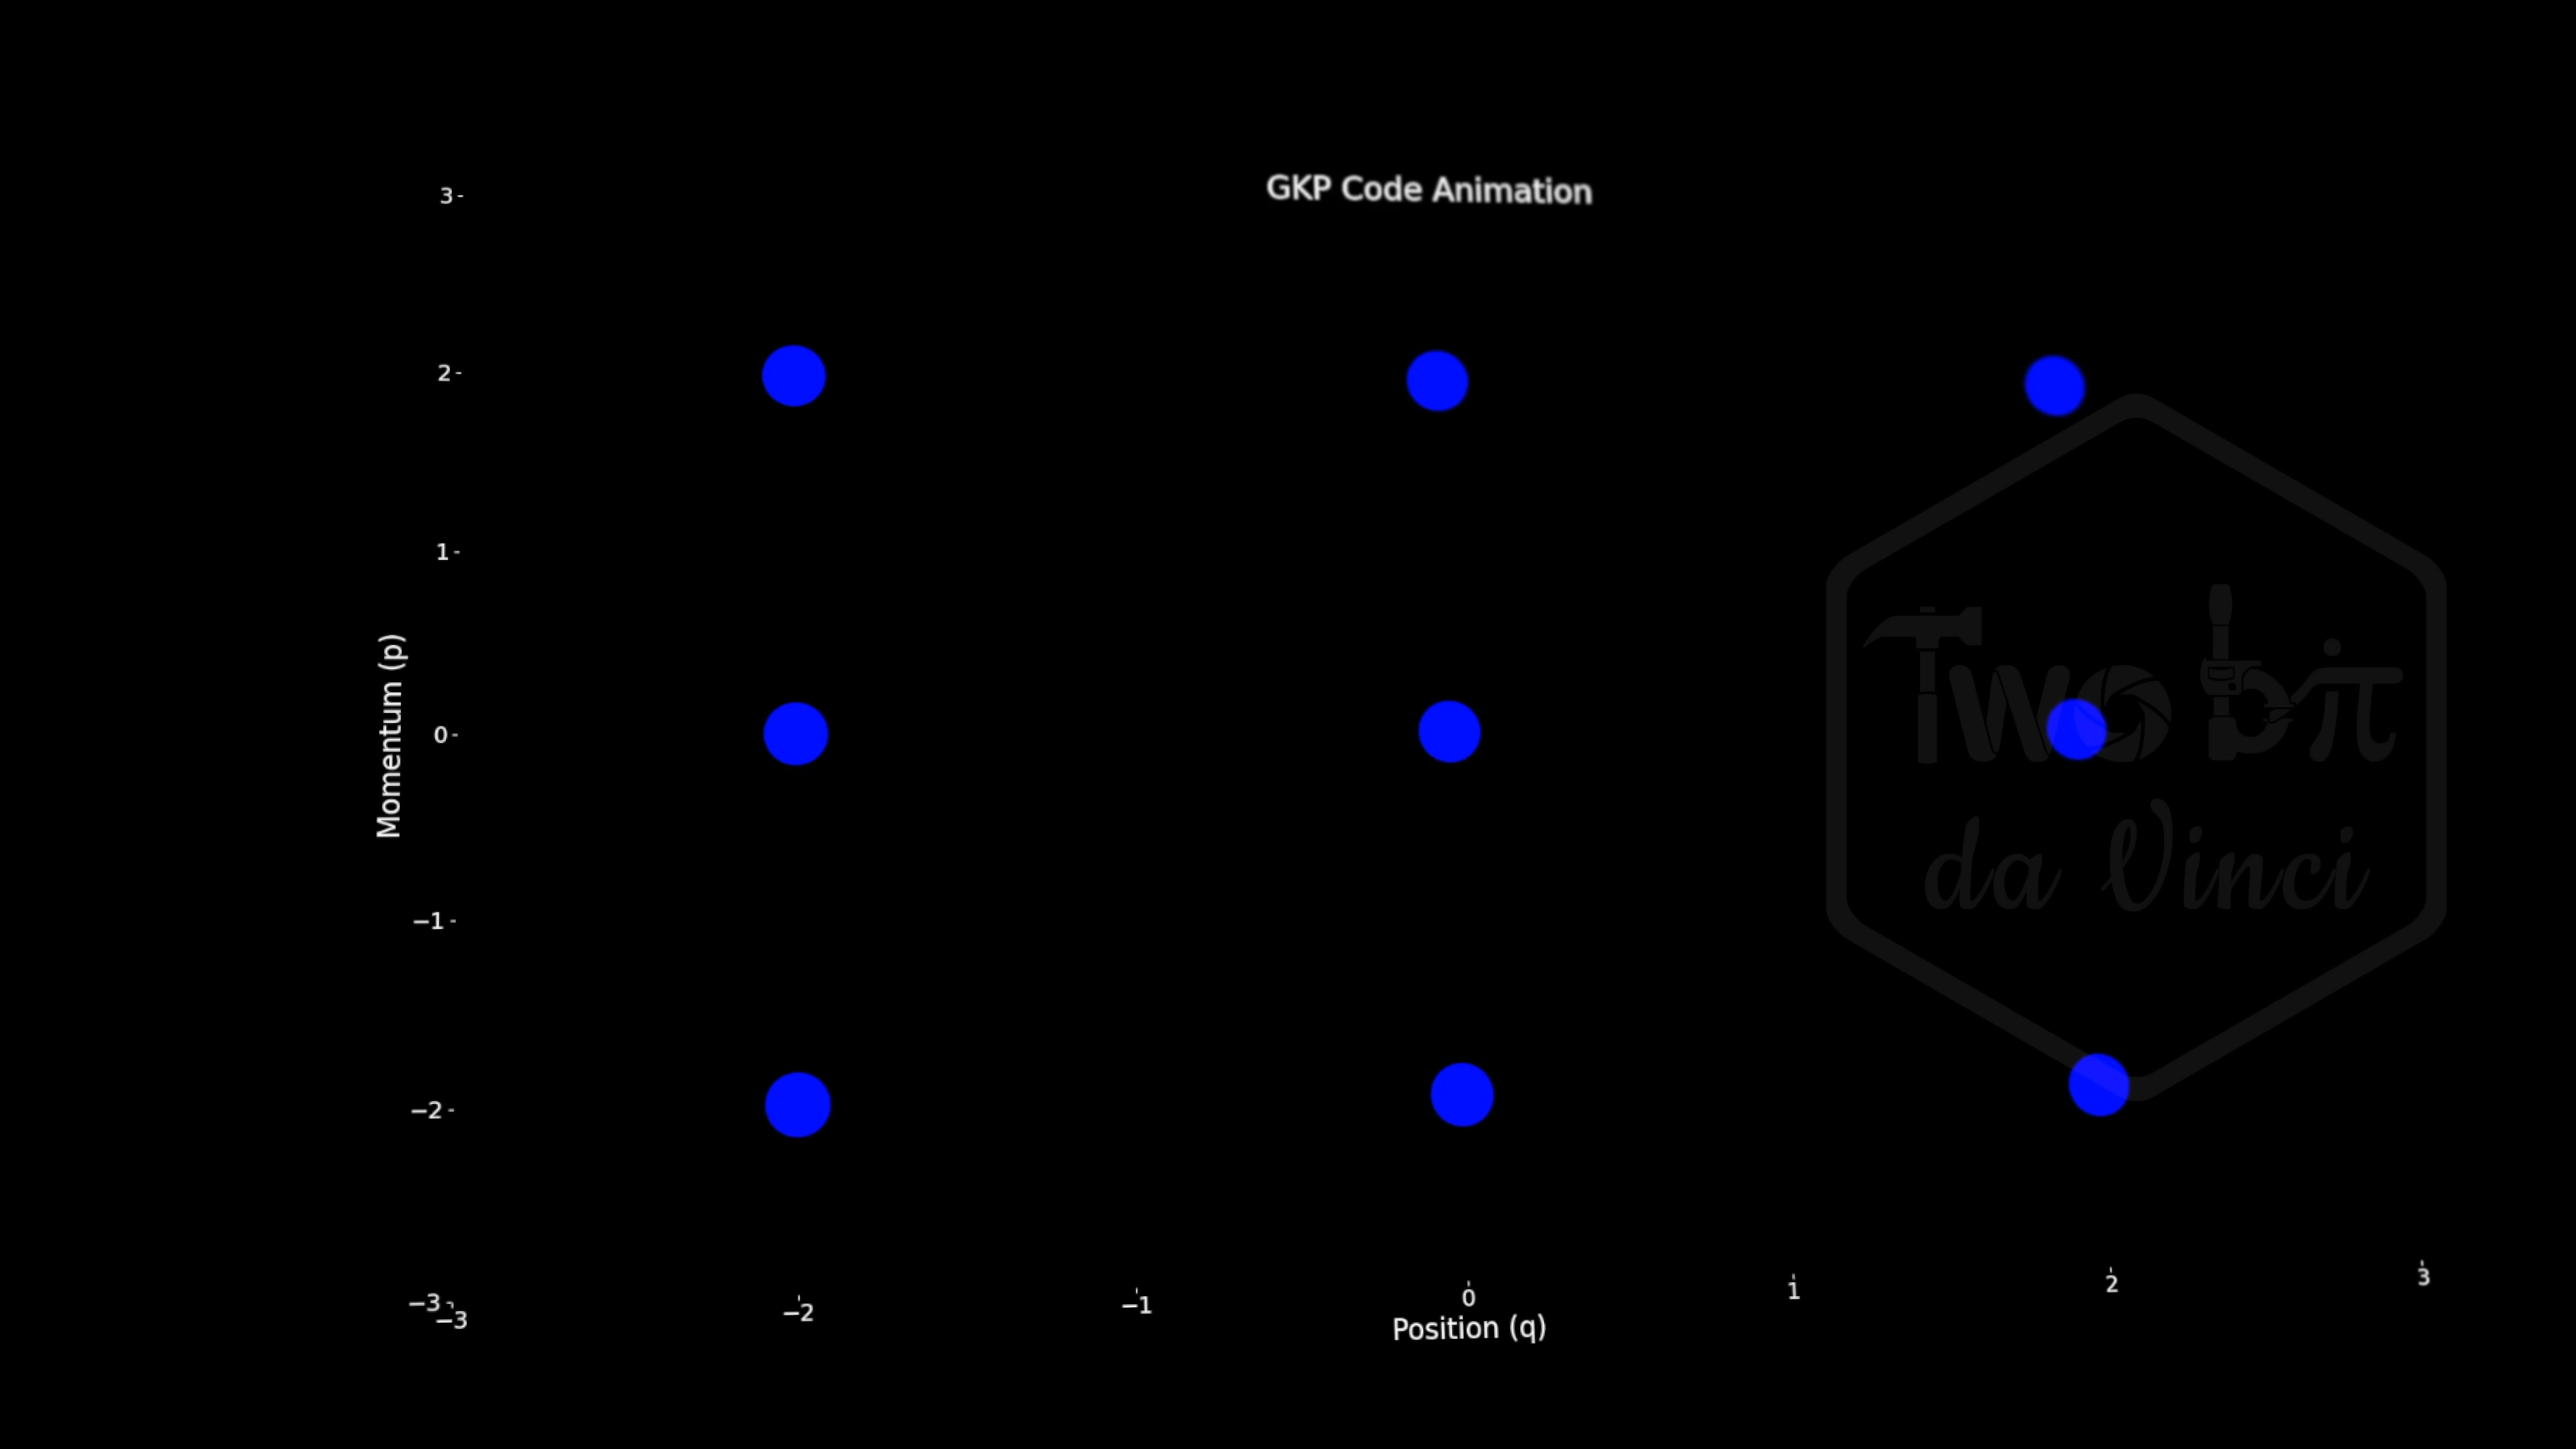 GKP Code Animation
3
2
1
0
−1
−2
−3
Momentum (p)
−3
−2
−1
0
1
2
3
Position (q)
Two bit
da Vinci